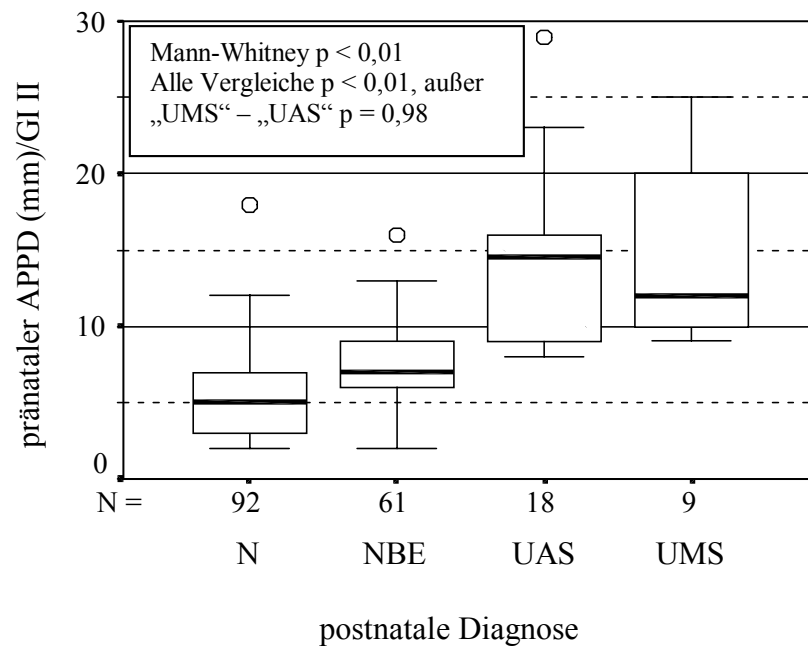 pränataler APPD (mm)/GI II
30
20
10
0
Mann-Whitney p < 0,01
Alle Vergleiche p < 0,01, außer
„UMS“ – „UAS“ p = 0,98
N = 92 61 18 9
N NBE UAS UMS
postnatale Diagnose